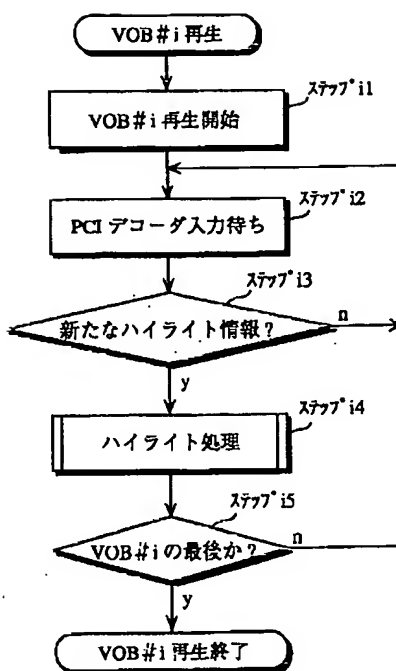 VOB#i 再生
ステップi1
VOB#i 再生開始
ステップi2
PCI デコーダ入力待ち
ステップi3
新たなハイライト情報?
n
y
ステップi4
ハイライト処理
ステップi5
VOB#i の最後か?
n
y
VOB#i 再生終了